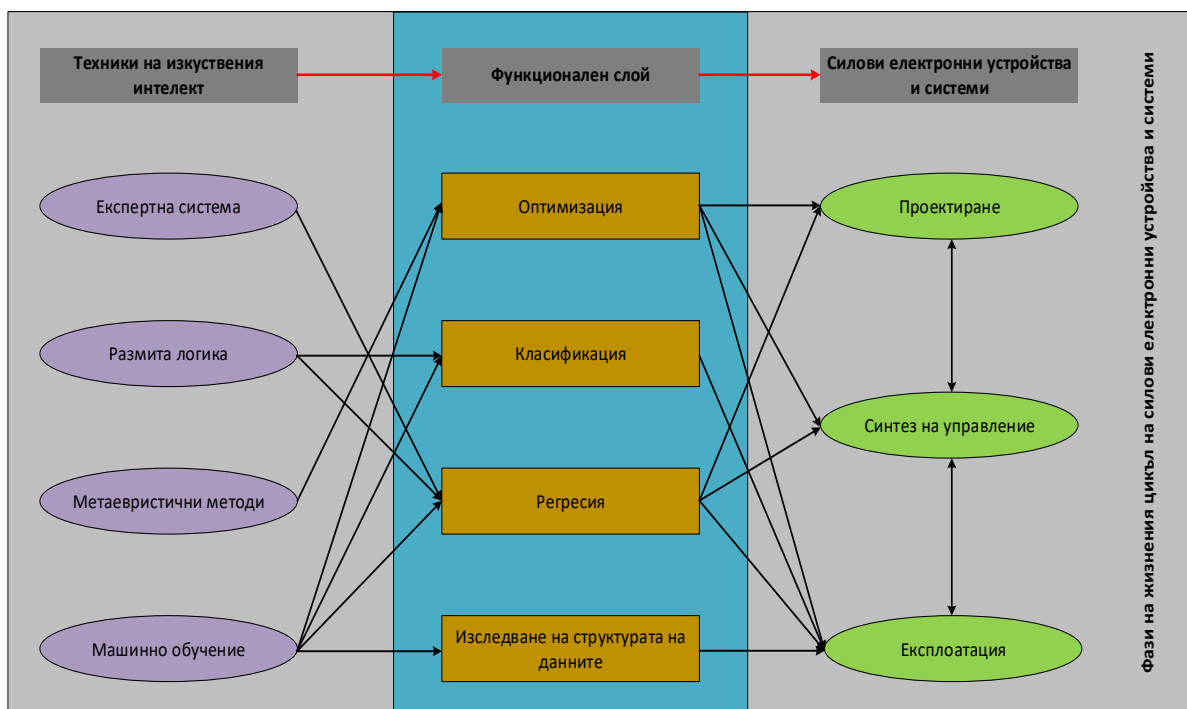 Техники на изкуствения
интелект
Функционален слой
Силови електронни устройства
и системи
Експертна система
Оптимизация
Проектиране
Размита логика
Класификация
Синтез на управление
Метаевристични методи
Регресия
Машинно обучение
Изследване на структурата на
данните
Експлоатация
Фази на жизнения цикъл на силови електронни устройства и системи